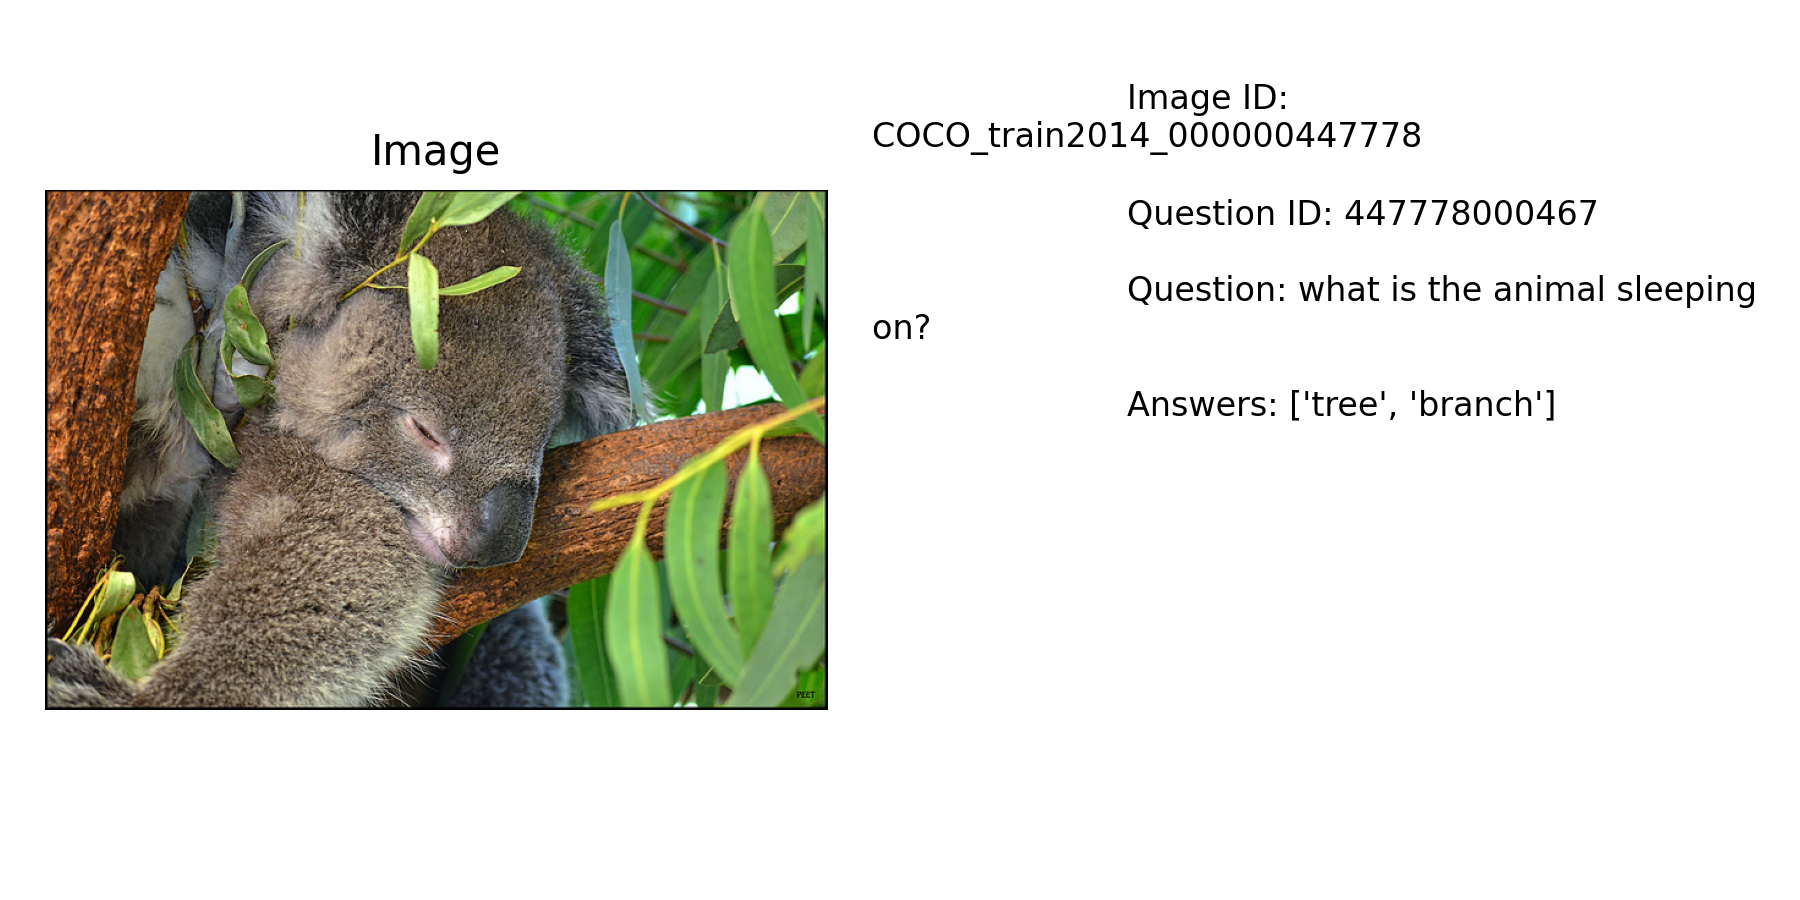 Image
Image ID:
COCO_train2014_000000447778
Question ID: 447778000467
Question: what is the animal sleeping
on?
Answers: ['tree', 'branch']
PEET